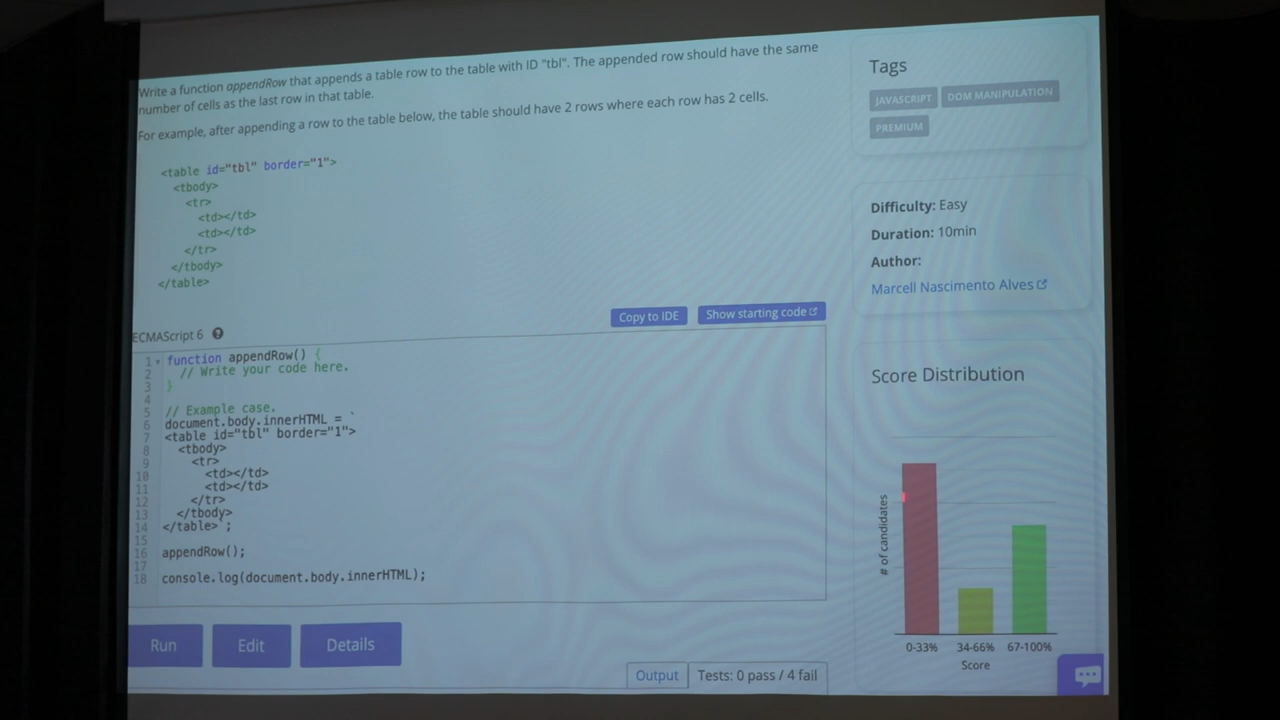 Write a function appendRow that appends a table row to the table with ID "tbl". The appended row should have the same
number of cells as the last row in that table.
For example, after appending a row to the table below, the table should have 2 rows where each row has 2 cells.
<table id="tbl" border="1">
<tbody>
<tr>
<td></td>
<td></td>
</tr>
</tbody>
</table>
Copy to IDE
Show starting code
ECMAScript 6
1 function appendRow() {
2 // Write your code here.
3 }
4
5 // Example case.
6 document.body.innerHTML = `
7 <table id="tbl" border="1">
8 <tbody>
9 <tr>
10 <td></td>
11 <td></td>
12 </tr>
13 </tbody>
14 </table>`;
15
16 appendRow();
17
18 console.log(document.body.innerHTML);
Run
Edit
Details
Output
Tests: 0 pass / 4 fail
Tags
JAVASCRIPT
DOM MANIPULATION
PREMIUM
Difficulty: Easy
Duration: 10min
Author:
Marcell Nascimento Alves
Score Distribution
# of candidates
0-33% 34-66% 67-100%
Score